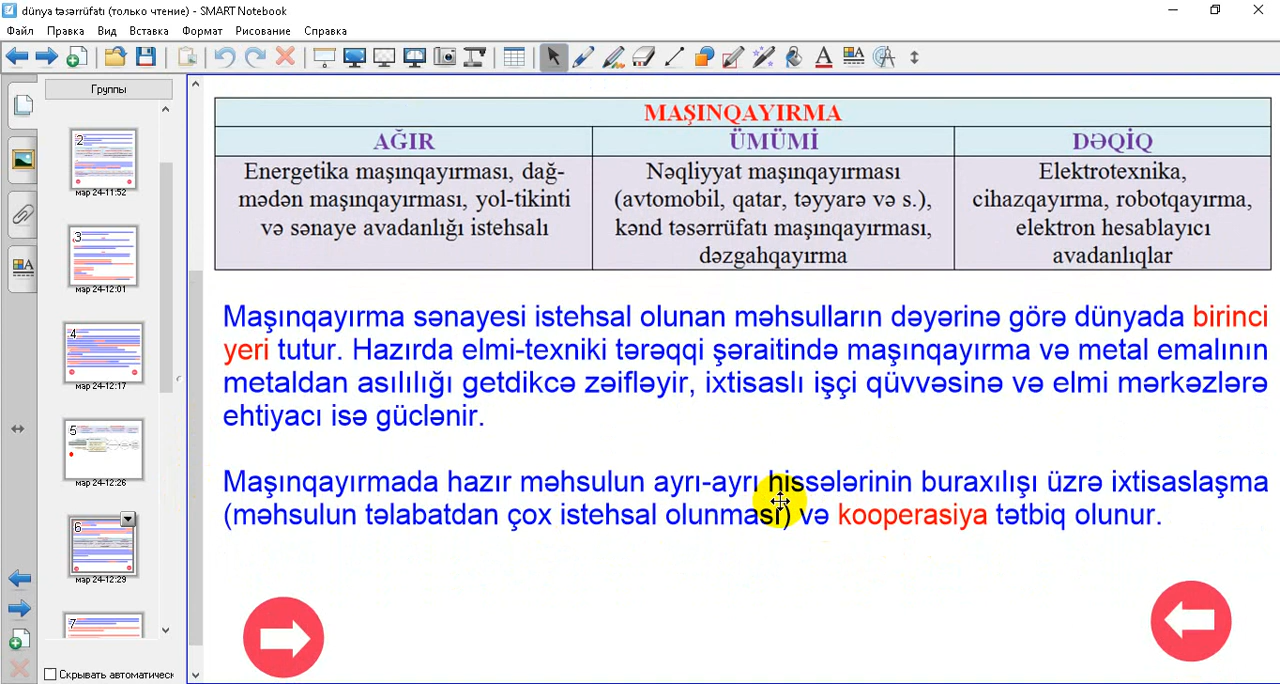 dünya təsərrüfatı (только чтение) - SMART Notebook
Файл Правка Вид Вставка Формат Рисование Справка
Группы
2
мар 24-11:52
3
мар 24-12:01
4
мар 24-12:17
5
мар 24-12:26
6
мар 24-12:29
7
Скрывать автоматическ
MAŞINQAYIRMA
AĞIR ÜMÜMİ DƏQİQ
Energetika maşınqayırması, dağ- Nəqliyyat maşınqayırması Elektrotexnika,
mədən maşınqayırması, yol-tikinti (avtomobil, qatar, təyyarə və s.), cihazqayırma, robotqayırma,
və sənaye avadanlığı istehsalı kənd təsərrüfatı maşınqayırması, elektron hesablayıcı
dəzgahqayırma avadanlıqlar
Maşınqayırma sənayesi istehsal olunan məhsulların dəyərinə görə dünyada birinci
yeri tutur. Hazırda elmi-texniki tərəqqi şəraitində maşınqayırma və metal emalının
metaldan asılılığı getdikcə zəifləyir, ixtisaslı işçi qüvvəsinə və elmi mərkəzlərə
ehtiyacı isə güclənir.
Maşınqayırmada hazır məhsulun ayrı-ayrı hissələrinin buraxılışı üzrə ixtisaslaşma
(məhsulun tələbatdan çox istehsal olunması) və kooperasiya tətbiq olunur.